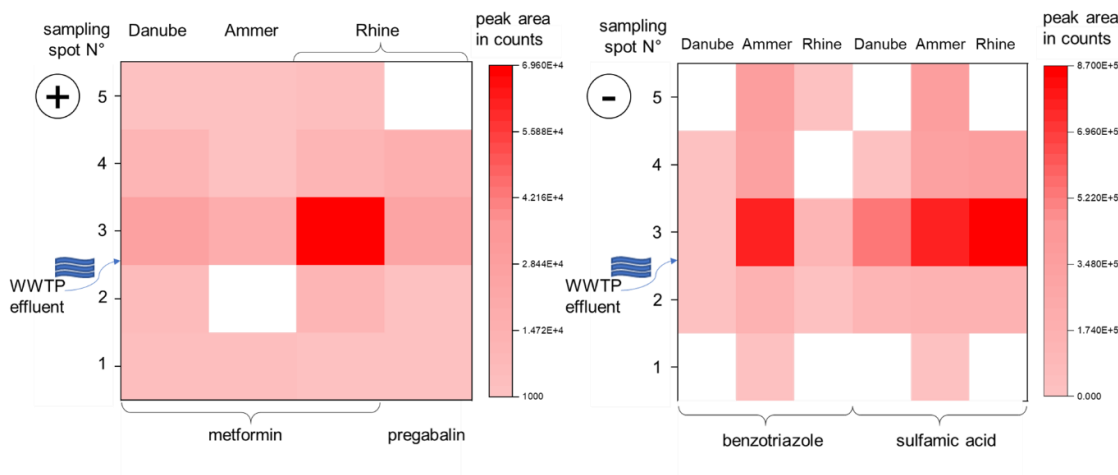 sampling
spot N°
Danube
Ammer
Rhine
peak area
in counts
+
5
4
3
2
1
WWTP
effluent
6.960E+4
5.588E+4
4.216E+4
2.844E+4
1.472E+4
1000
metformin
pregabalin
sampling
spot N°
Danube Ammer Rhine Danube Ammer Rhine
peak area
in counts
-
5
4
3
2
1
WWTP
effluent
8.700E+5
6.960E+5
5.220E+5
3.480E+5
1.740E+5
0.000
benzotriazole
sulfamic acid